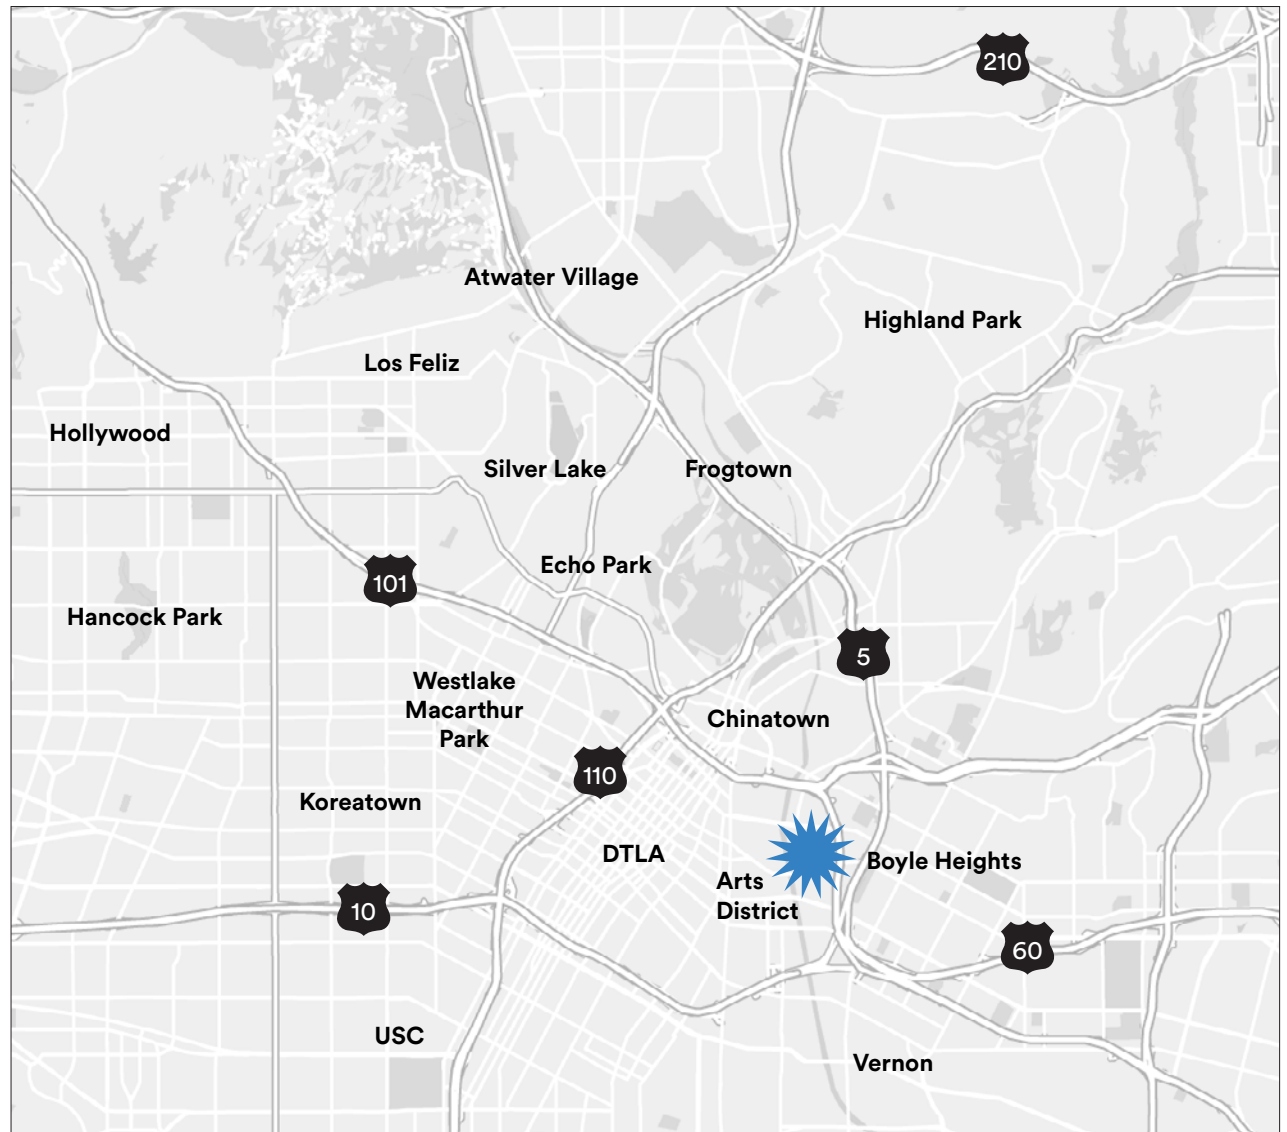 210
Atwater Village
Highland Park
Los Feliz
Hollywood
Silver Lake
Frogtown
Echo Park
101
Hancock Park
5
Westlake
Macarthur
Park
Chinatown
110
Koreatown
DTLA
Boyle Heights
Arts
District
10
60
USC
Vernon